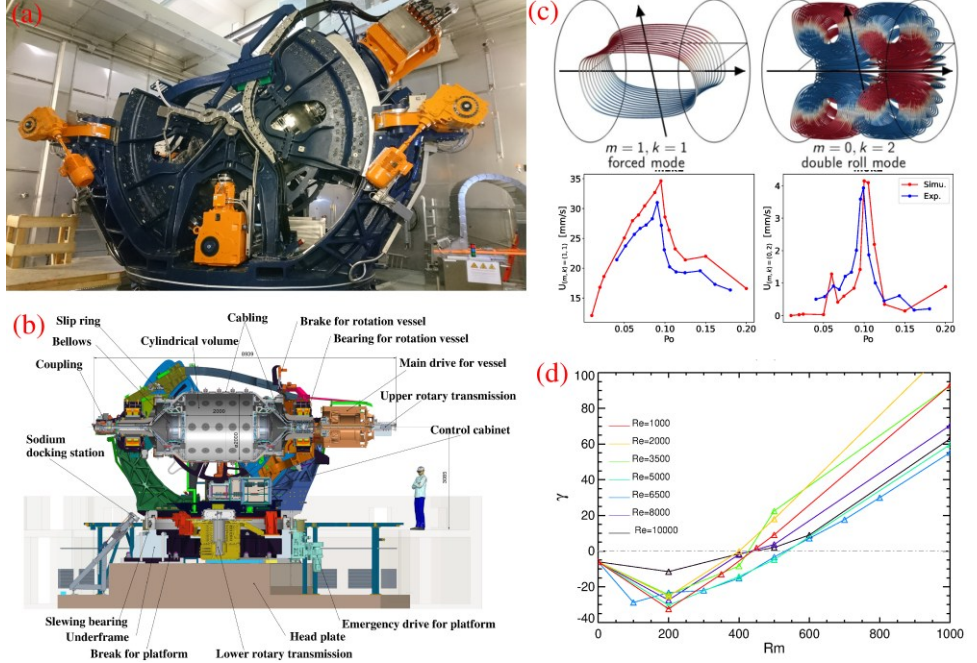 (a)
(b)
Slip ring
Bellows
Coupling
Cylindrical volume
Cabling
Brake for rotation vessel
Bearing for rotation vessel
Main drive for vessel
Upper rotary transmission
Control cabinet
Sodium
docking station
2000
Slewing bearing
Underframe
Break for platform
Lower rotary transmission
Head plate
Emergency drive for platform
(c)
m = 1, k = 1
forced mode
m = 0, k = 2
double roll mode
U(m, k) = (1, 1) [mm/s]
35
30
25
20
15
0.05 0.10 0.15 0.20
Po
U(m, k) = (0, 2) [mm/s]
4
3
2
1
0
0.05 0.10 0.15 0.20
Po
Simu.
Exp.
(d)
γ
100
80
60
40
20
0
-20
-40
0 200 400 600 800 1000
Rm
Re=1000
Re=2000
Re=3500
Re=5000
Re=6500
Re=8000
Re=10000